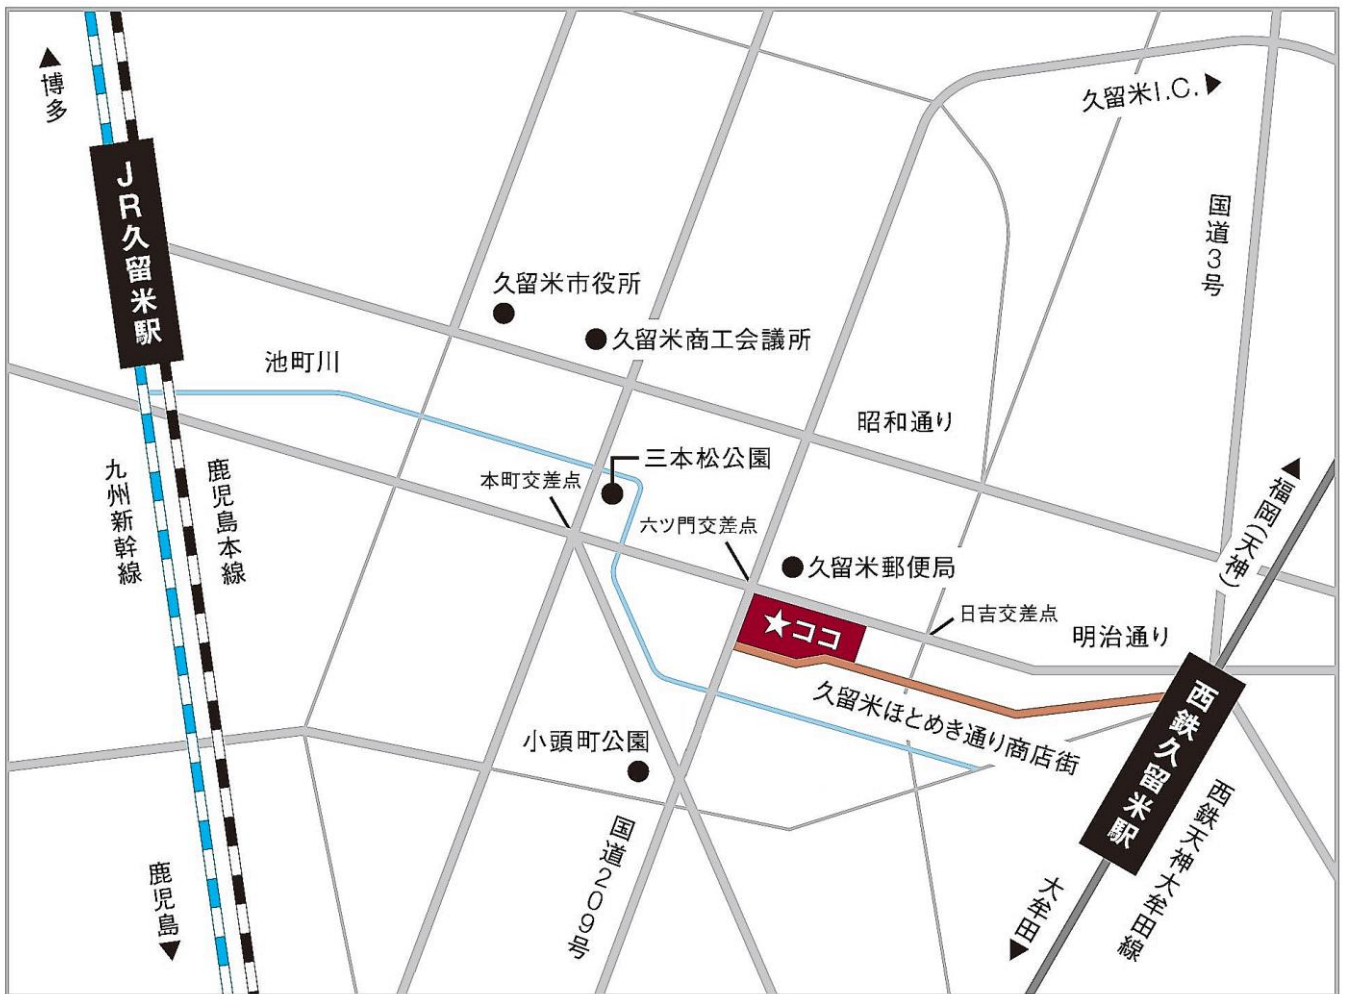 ▲博多
JR久留米駅
久留米I.C.▶
国道3号
久留米市役所
久留米商工会議所
池町川
昭和通り
三本松公園
本町交差点
六ツ門交差点
九州新幹線
鹿児島本線
▲福岡(天神)
久留米郵便局
日吉交差点
明治通り
★ココ
久留米ほとめき通り商店街
西鉄久留米駅
小頭町公園
国道209号
西鉄天神大牟田線
鹿児島▼
大牟田▼